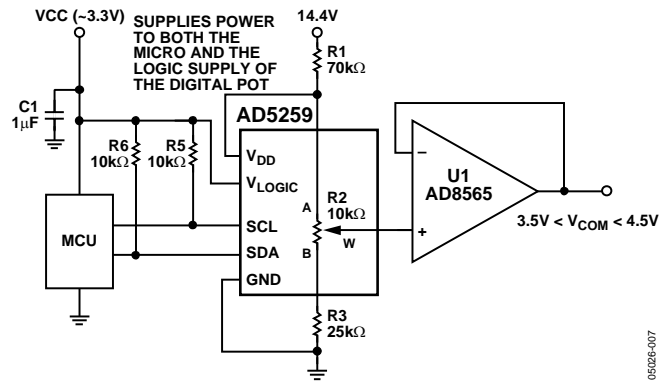 VCC (~3.3V)
SUPPLIES POWER
TO BOTH THE
MICRO AND THE
LOGIC SUPPLY OF
THE DIGITAL POT
14.4V
R1
70kΩ
C1
1µF
R6
10kΩ
R5
10kΩ
AD5259
VDD
VLOGIC
SCL
SDA
GND
MCU
A
R2
10kΩ
B
W
R3
25kΩ
−
+
U1
AD8565
3.5V < VCOM < 4.5V
05026-007